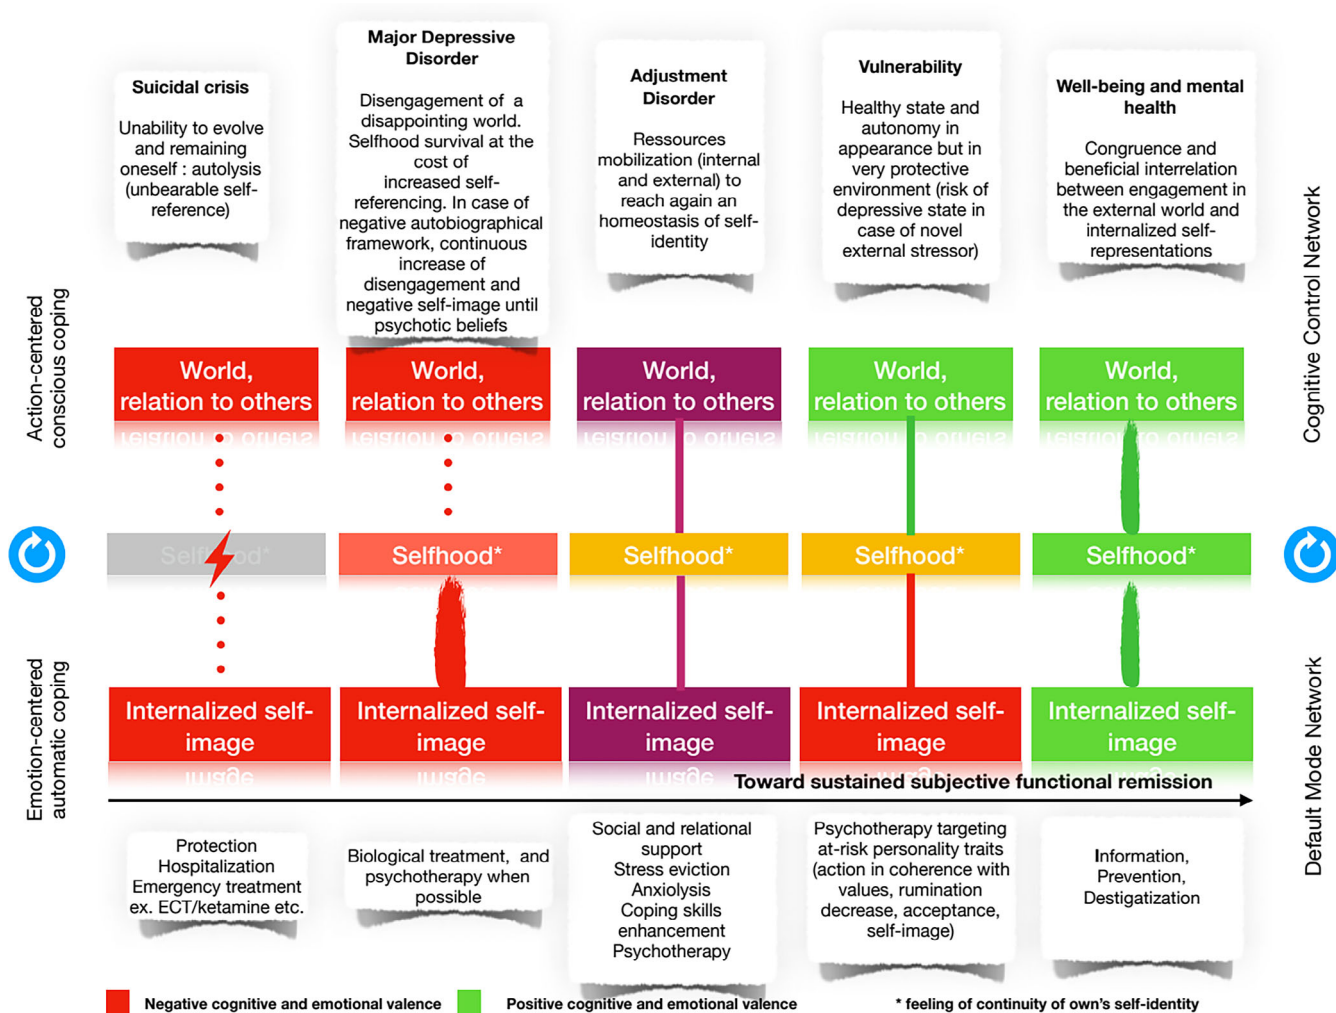 Suicidal crisis
Unability to evolve
and remaining
oneself : autolysis
(unbearable self-
reference)
Major Depressive
Disorder
Disengagement of a
disappointing world.
Selfhood survival at the
cost of
increased self-
referencing. In case of
negative autobiographical
framework, continuous
increase of
disengagement and
negative self-image until
psychotic beliefs
Adjustment
Disorder
Ressources
mobilization (internal
and external) to
reach again an
homeostasis of self-
identity
Vulnerability
Healthy state and
autonomy in
appearance but in
very protective
environment (risk of
depressive state in
case of novel
external stressor)
Well-being and mental
health
Congruence and
beneficial interrelation
between engagement in
the external world and
internalized self-
representations
Action-centered
conscious coping
Cognitive Control Network
World,
relation to others
World,
relation to others
World,
relation to others
World,
relation to others
World,
relation to others
Selfhood*
Selfhood*
Selfhood*
Selfhood*
Selfhood*
Emotion-centered
automatic coping
Default Mode Network
Internalized self-
image
Internalized self-
image
Internalized self-
image
Internalized self-
image
Internalized self-
image
Toward sustained subjective functional remission
Protection
Hospitalization
Emergency treatment
ex. ECT/ketamine etc.
Biological treatment, and
psychotherapy when
possible
Social and relational
support
Stress eviction
Anxiolysis
Coping skills
enhancement
Psychotherapy
Psychotherapy targeting
at-risk personality traits
(action in coherence with
values, rumination
decrease, acceptance,
self-image)
Information,
Prevention,
Destigatization
Negative cognitive and emotional valence
Positive cognitive and emotional valence
* feeling of continuity of own's self-identity